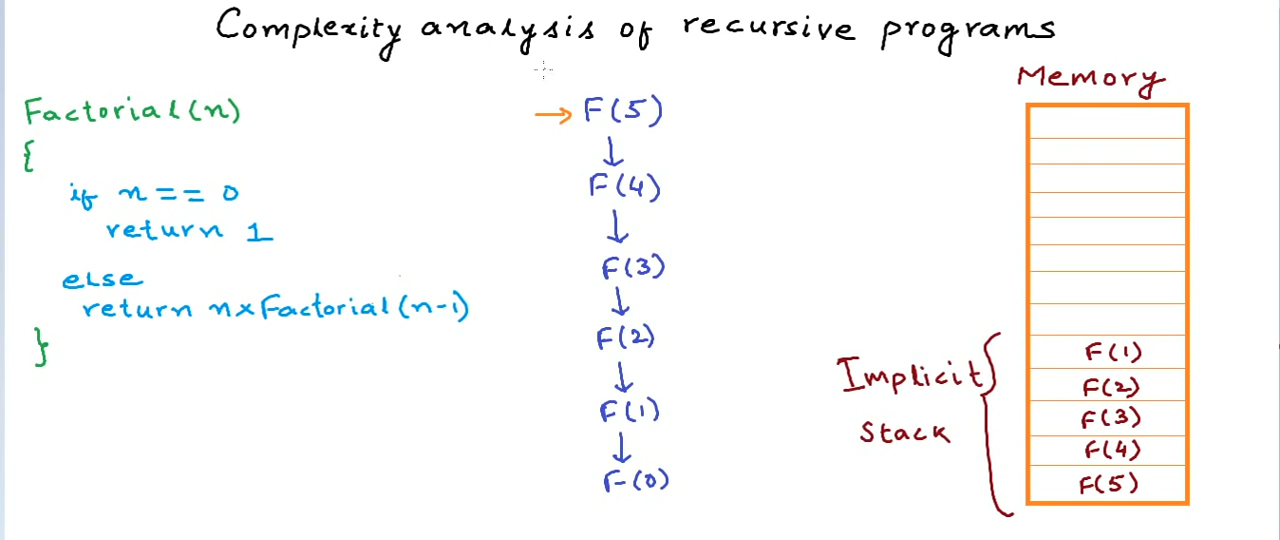 Complexity analysis of recursive programs
Factorial(n)
{
if n == 0
return 1
else
return n×Factorial(n-1)
}
→ F(5)
↓
F(4)
↓
F(3)
↓
F(2)
↓
F(1)
↓
F(0)
Memory
Implicit
Stack
F(1)
F(2)
F(3)
F(4)
F(5)